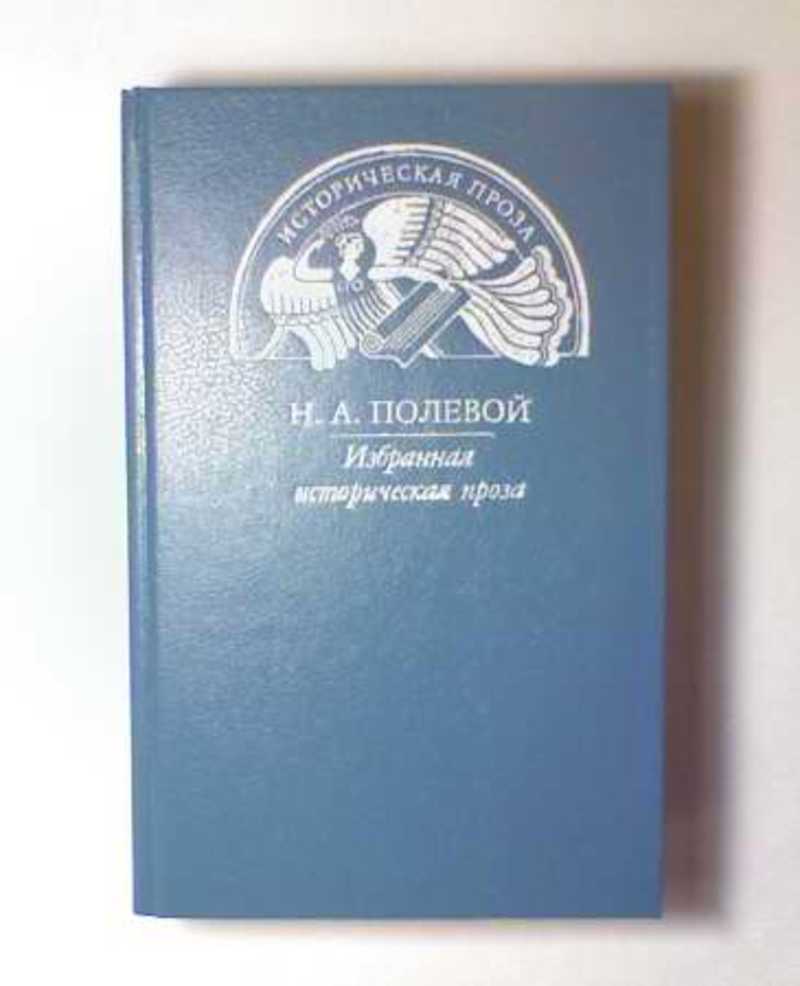 ИСТОРИЧЕСКАЯ ПРОЗА
Н. А. ПОЛЕВОЙ
Избранная
историческая проза